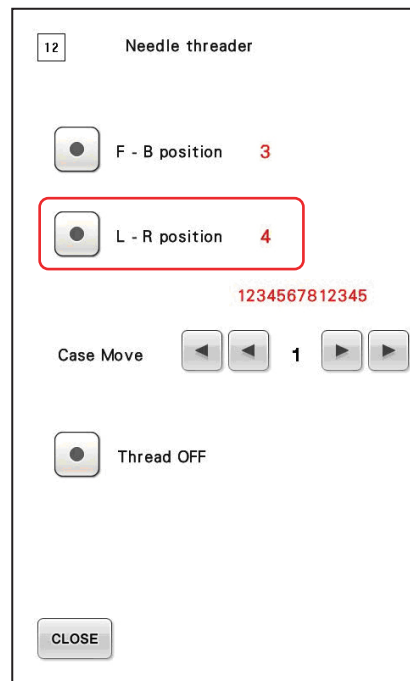 12 Needle threader
F - B position 3
L - R position 4
1234567812345
Case Move 1
Thread OFF
CLOSE